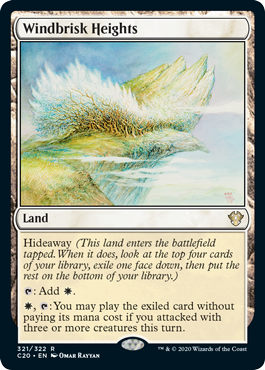 Windbrisk Heights
Land
Hideaway (This land enters the battlefield
tapped. When it does, look at the top four cards
of your library, exile one face down, then put the
rest on the bottom of your library.)
: Add .
, : You may play the exiled card without
paying its mana cost if you attacked with
three or more creatures this turn.
321/322 R
C20 • EN Omar Rayyan
™ & © 2020 Wizards of the Coast